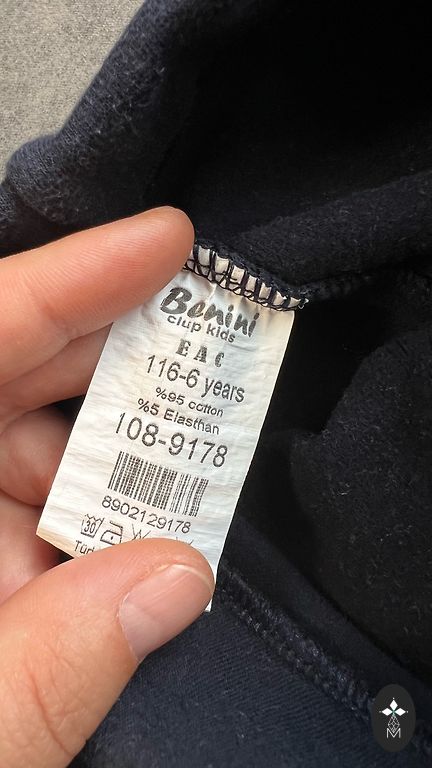 Benini
clup kids
EAC
116-6 years
%95 cotton
%5 Elasthan
108-9178
8902129178
30
M